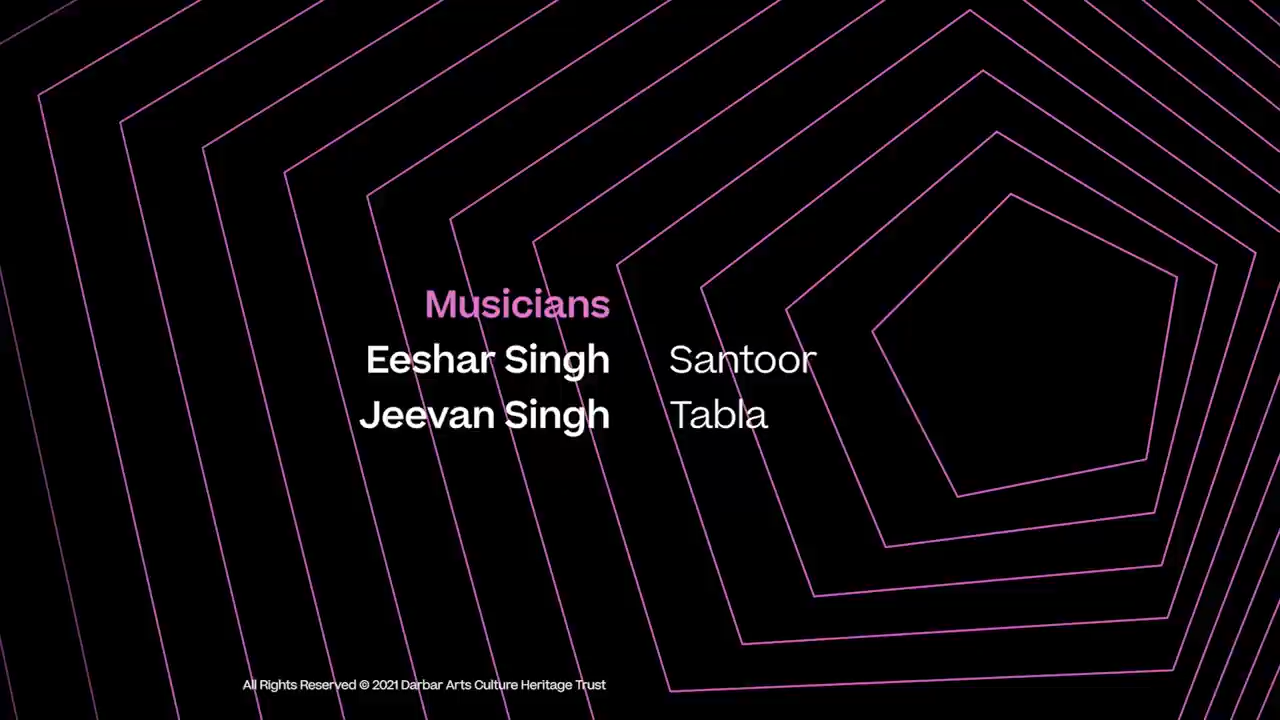 Musicians
Eeshar Singh Santoor
Jeevan Singh Tabla
All Rights Reserved © 2021 Darbar Arts Culture Heritage Trust